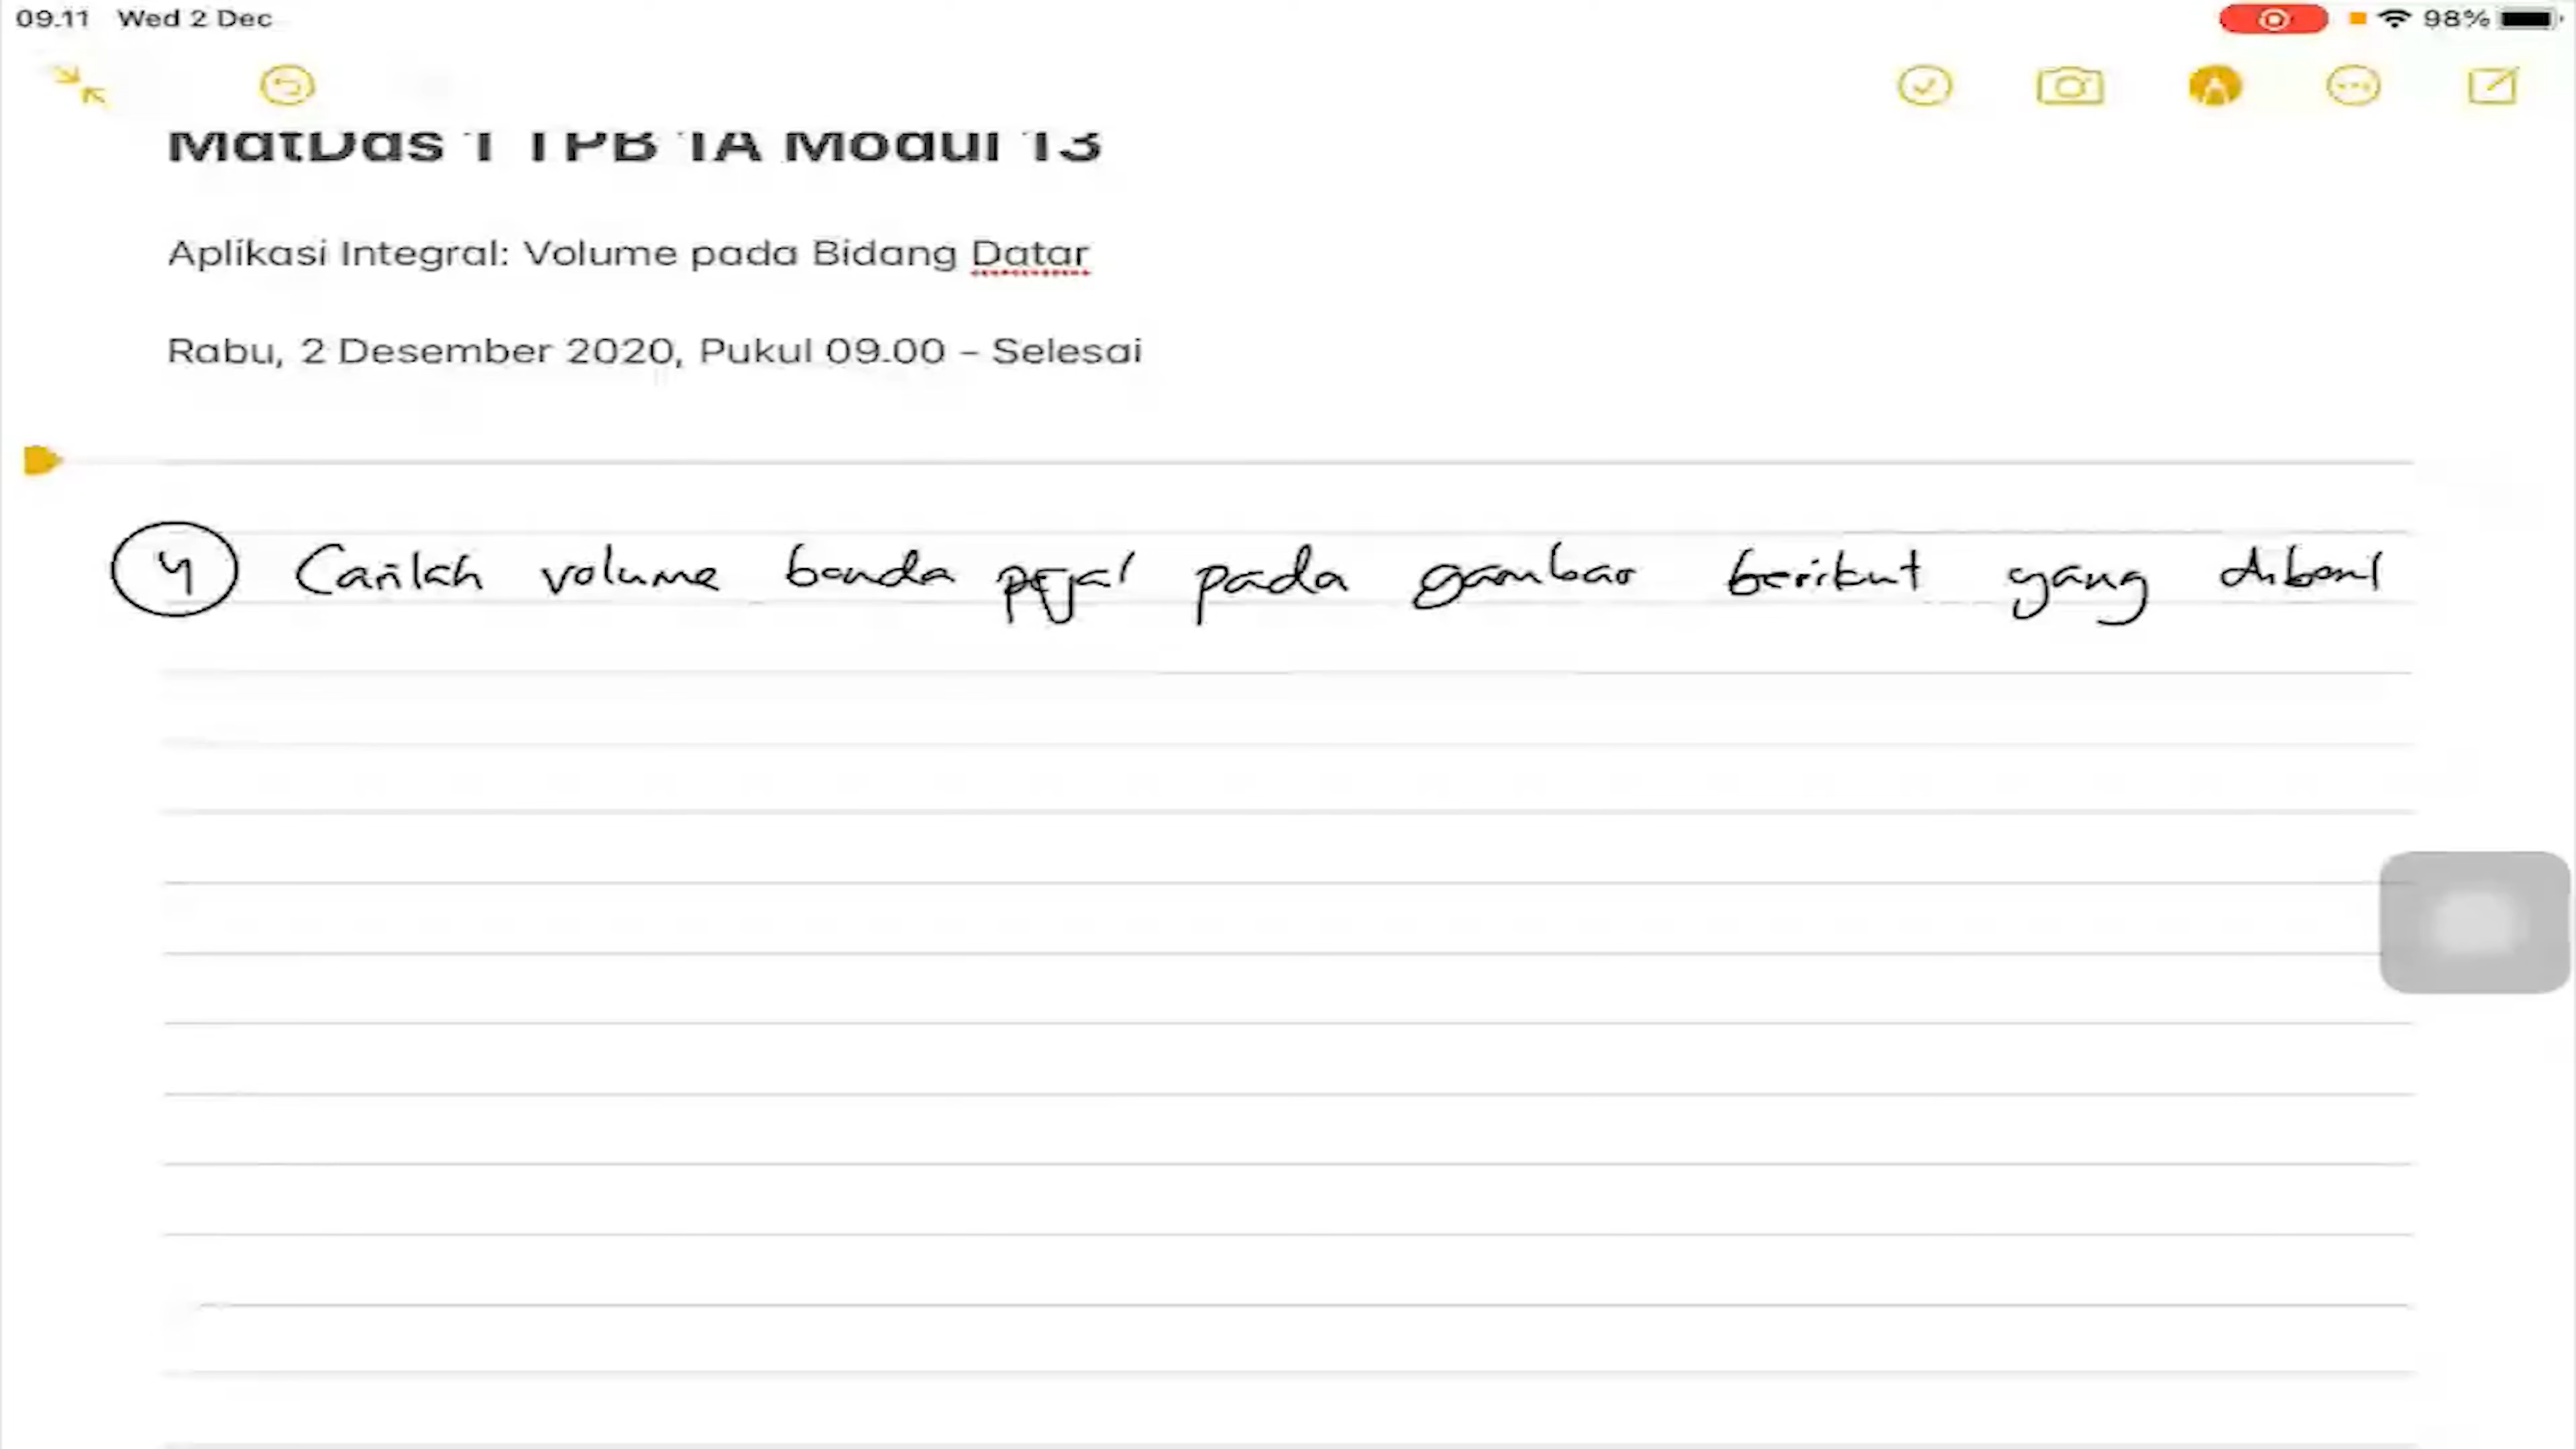 09.11 Wed 2 Dec
98%
MatDas 1 TPB 1A Modul 13
Aplikasi Integral: Volume pada Bidang Datar
Rabu, 2 Desember 2020, Pukul 09.00 – Selesai
4 Carilah volume benda pejal pada gambar berikut yang